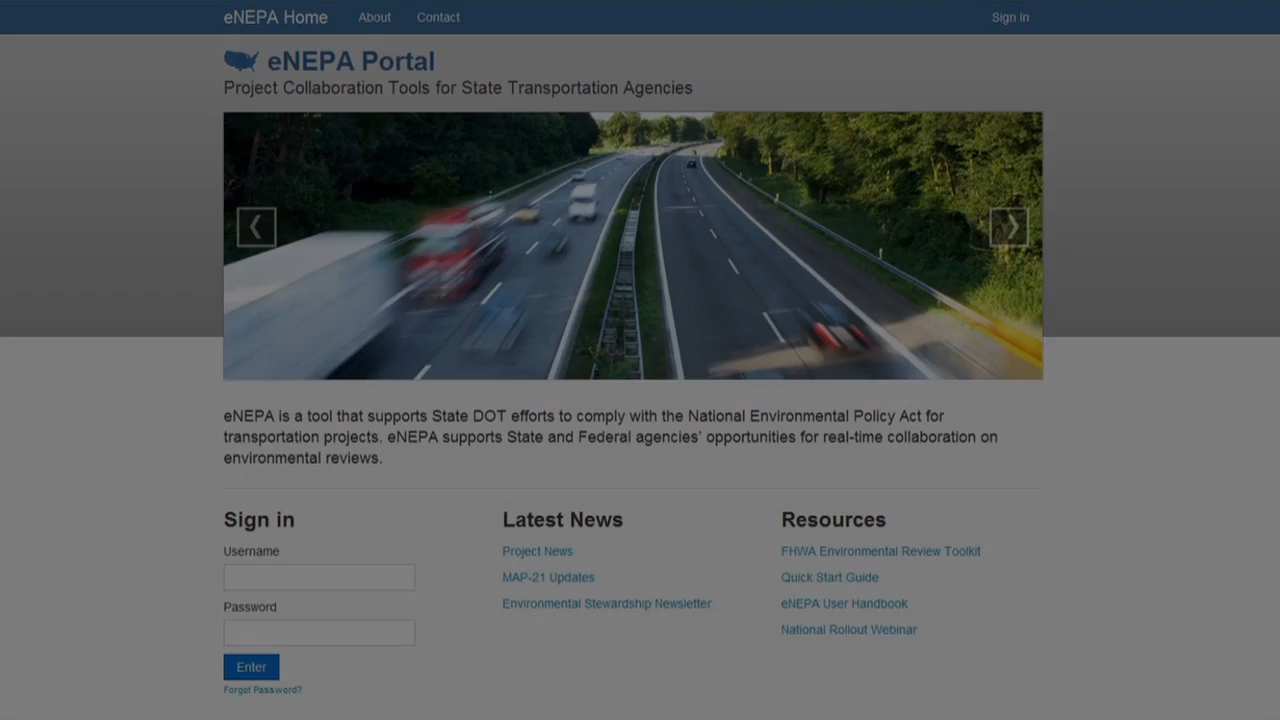 eNEPA Home About Contact Sign In
eNEPA Portal
Project Collaboration Tools for State Transportation Agencies
eNEPA is a tool that supports State DOT efforts to comply with the National Environmental Policy Act for
transportation projects. eNEPA supports State and Federal agencies' opportunities for real-time collaboration on
environmental reviews.
Sign in
Username
Password
Enter
Forgot Password?
Latest News
Project News
MAP-21 Updates
Environmental Stewardship Newsletter
Resources
FHWA Environmental Review Toolkit
Quick Start Guide
eNEPA User Handbook
National Rollout Webinar